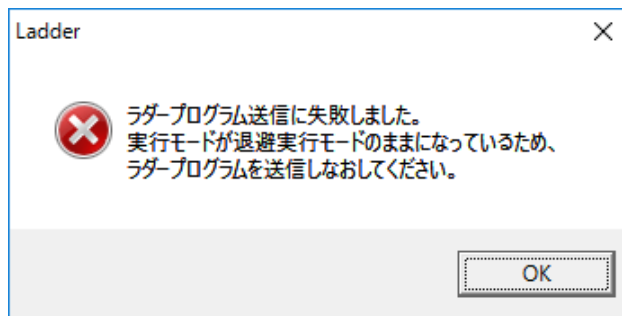 Ladder
ラダープログラム送信に失敗しました。
実行モードが退避実行モードのままになっているため、
ラダープログラムを送信しなおしてください。
OK